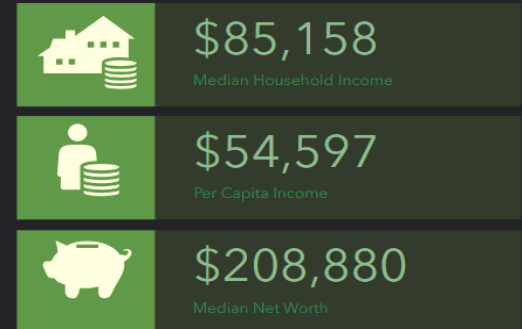 $85,158
Median Household Income
$54,597
Per Capita Income
$208,880
Median Net Worth